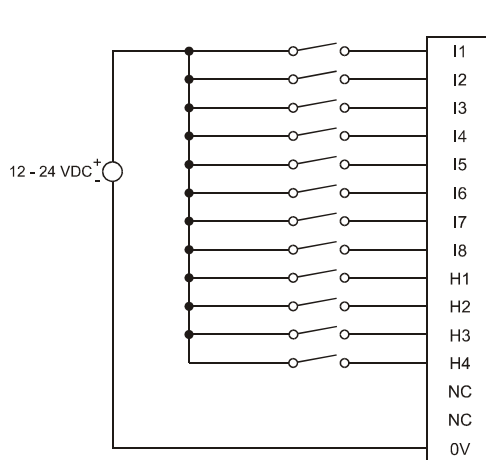 I1
I2
I3
I4
12 - 24 VDC + -
I5
I6
I7
I8
H1
H2
H3
H4
NC
NC
0V